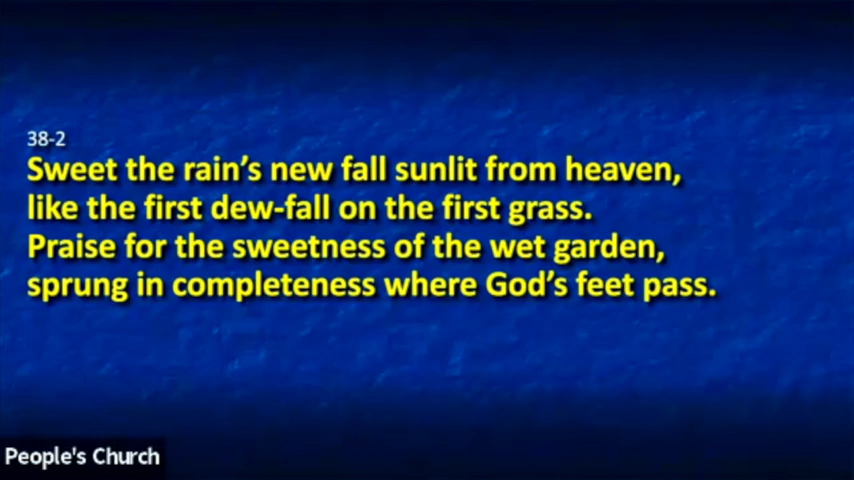 38-2
Sweet the rain's new fall sunlit from heaven,
like the first dew-fall on the first grass.
Praise for the sweetness of the wet garden,
sprung in completeness where God's feet pass.
People's Church